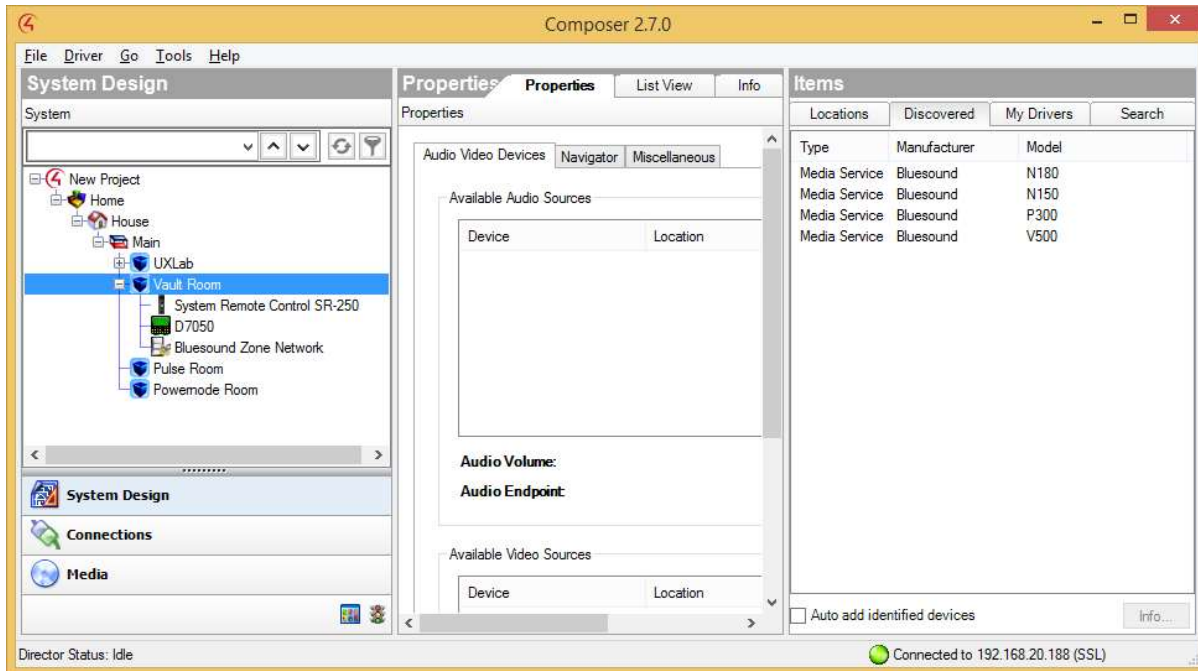 Composer 2.7.0
File Driver Go Tools Help
System Design
System
New Project
Home
House
Main
UXLab
Vault Room
System Remote Control SR-250
D7050
Bluesound Zone Network
Pulse Room
Powernode Room
System Design
Connections
Media
Properties Properties List View Info
Properties
Audio Video Devices Navigator Miscellaneous
Available Audio Sources
Device Location
Audio Volume:
Audio Endpoint:
Available Video Sources
Device Location
Items
Locations Discovered My Drivers Search
Type Manufacturer Model
Media Service Bluesound N180
Media Service Bluesound N150
Media Service Bluesound P300
Media Service Bluesound V500
Auto add identified devices Info...
Director Status: Idle Connected to 192.168.20.188 (SSL)